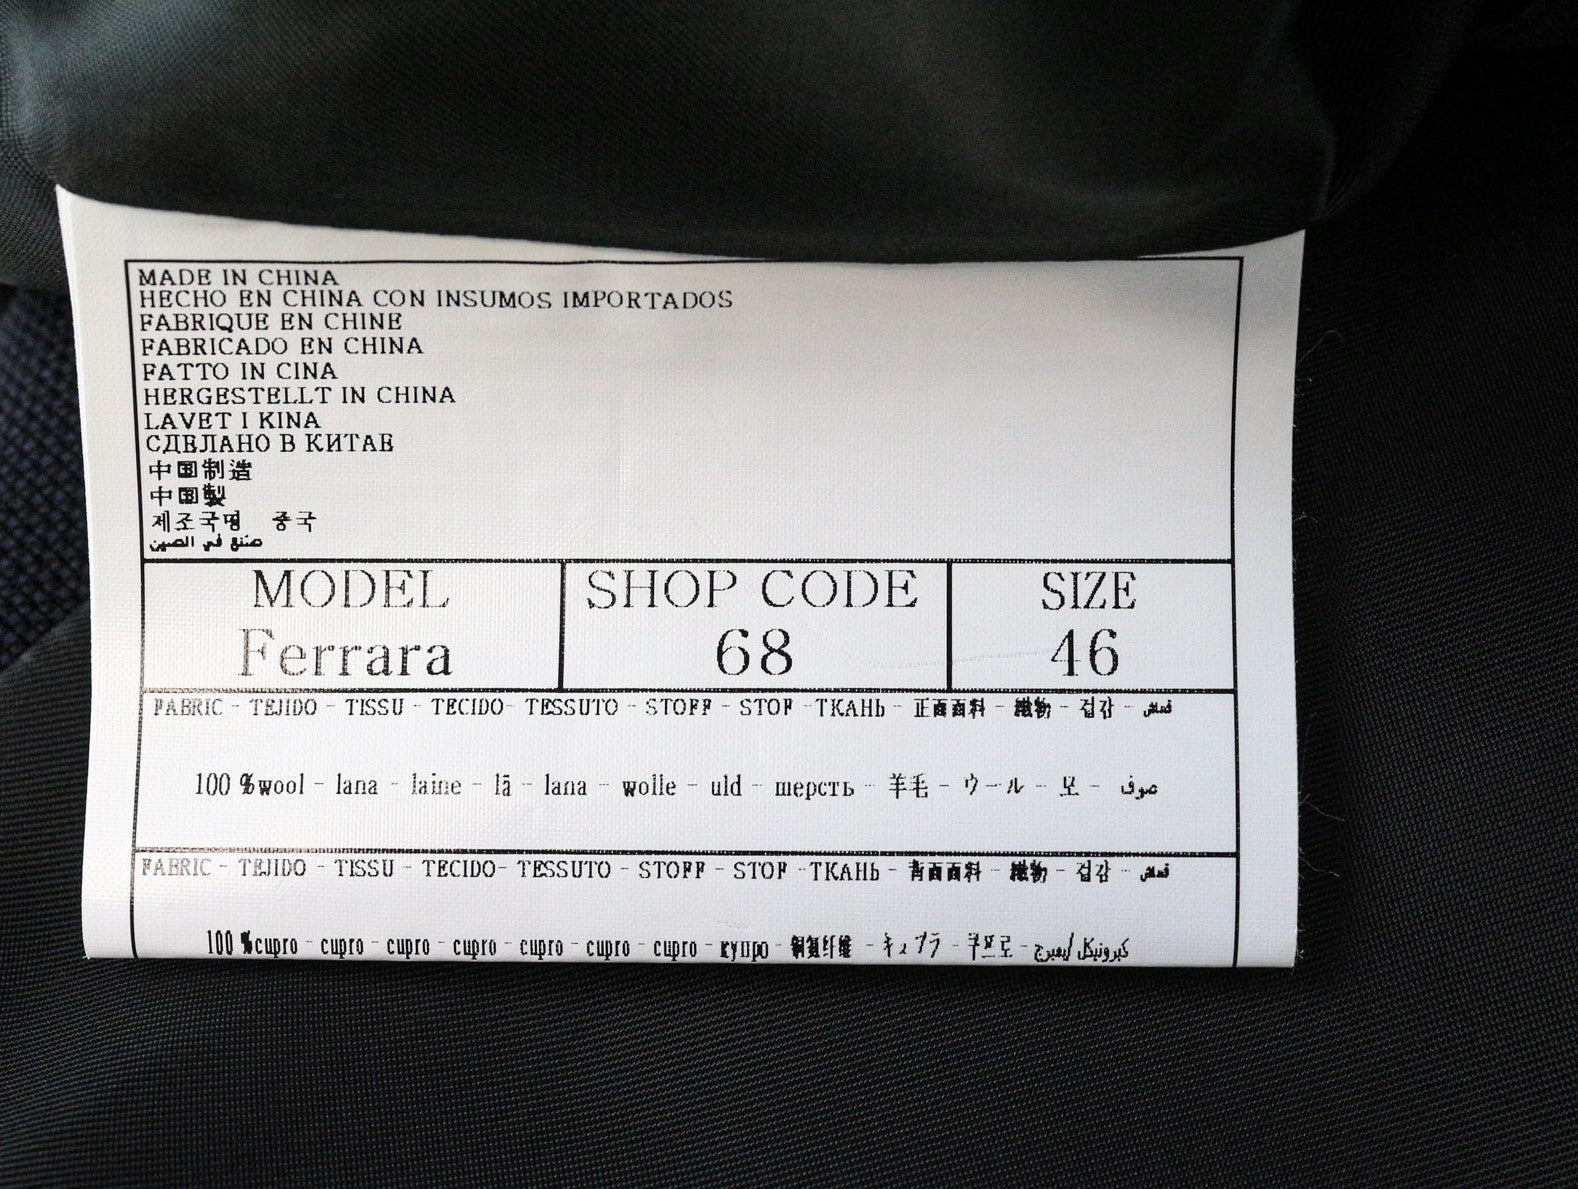 MADE IN CHINA
HECHO EN CHINA CON INSUMOS IMPORTADOS
FABRIQUE EN CHINE
FABRICADO EN CHINA
FATTO IN CINA
HERGESTELLT IN CHINA
LAVET I KINA
СДЕЛАНО В КИТАЕ
中国制造
中国製
제조국명 중국
صنع في الصين
MODEL SHOP CODE SIZE
Ferrara 68 46
FABRIC - TEJIDO - TISSU - TECIDO- TESSUTO - STOFF - STOF -ТКАНЬ - 正面面料 - 織物 - 겉감 - قماش
100 %wool - lana - laine - lã - lana - wolle - uld - шерсть - 羊毛 - ウール - 모 - صوف
FABRIC - TEJIDO - TISSU - TECIDO- TESSUTO - STOFF - STOF -ТКАНЬ - 背面面料 - 織物 - 겉감 - قماش
100 %cupro - cupro - cupro - cupro - cupro - cupro - cupro - купро - 铜氨纤维 - キュプラ - 큐프로 -